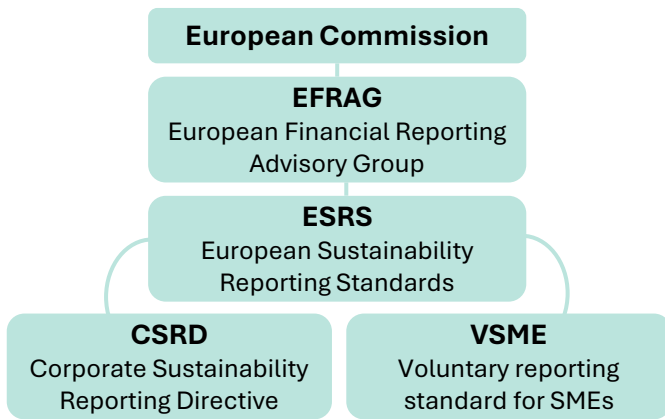 European Commission
EFRAG
European Financial Reporting
Advisory Group
ESRS
European Sustainability
Reporting Standards
CSRD
Corporate Sustainability
Reporting Directive
VSME
Voluntary reporting
standard for SMEs